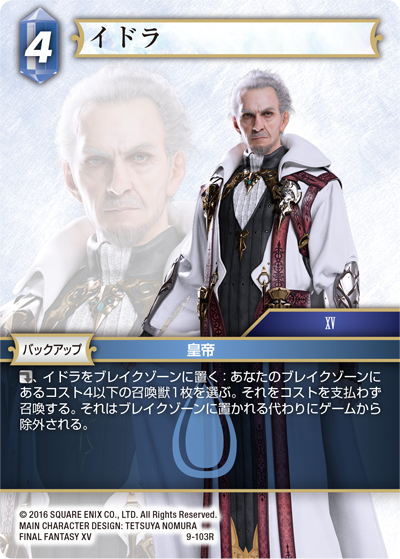 4
イドラ
XV
バックアップ
皇帝
、イドラをブレイクゾーンに置く：あなたのブレイクゾーンに
あるコスト4以下の召喚獣1枚を選ぶ。それをコストを支払わず
召喚する。それはブレイクゾーンに置かれる代わりにゲームから
除外される。
© 2016 SQUARE ENIX CO., LTD. All Rights Reserved.
MAIN CHARACTER DESIGN: TETSUYA NOMURA
FINAL FANTASY XV
9-103R